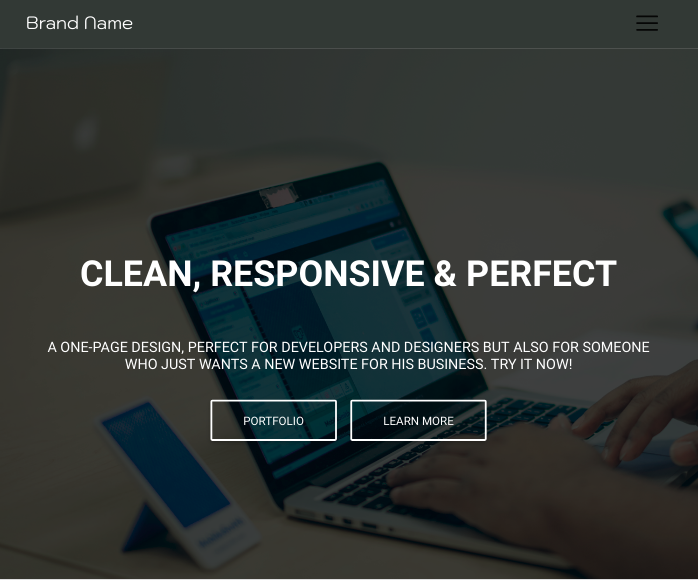 Brand Name
CLEAN, RESPONSIVE & PERFECT
A ONE-PAGE DESIGN, PERFECT FOR DEVELOPERS AND DESIGNERS BUT ALSO FOR SOMEONE
WHO JUST WANTS A NEW WEBSITE FOR HIS BUSINESS. TRY IT NOW!
PORTFOLIO
LEARN MORE